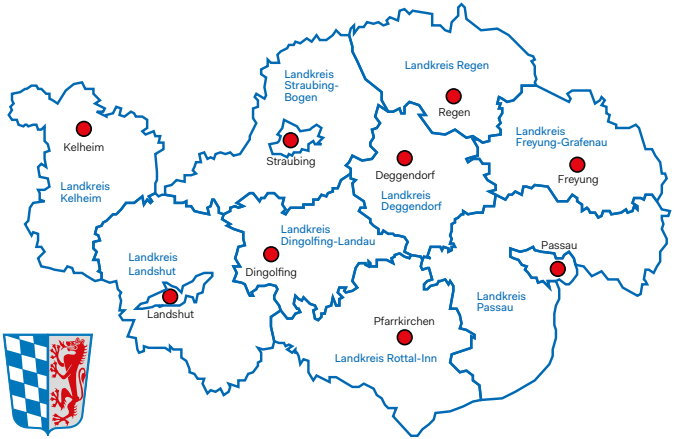 Landkreis Regen
Landkreis
Straubing-
Bogen
Regen
Landkreis
Freyung-Grafenau
Kelheim
Straubing
Deggendorf
Freyung
Landkreis
Kelheim
Landkreis
Deggendorf
Landkreis
Dingolfing-Landau
Passau
Landkreis
Landshut
Dingolfing
Landkreis
Passau
Landshut
Pfarrkirchen
Landkreis Rottal-Inn